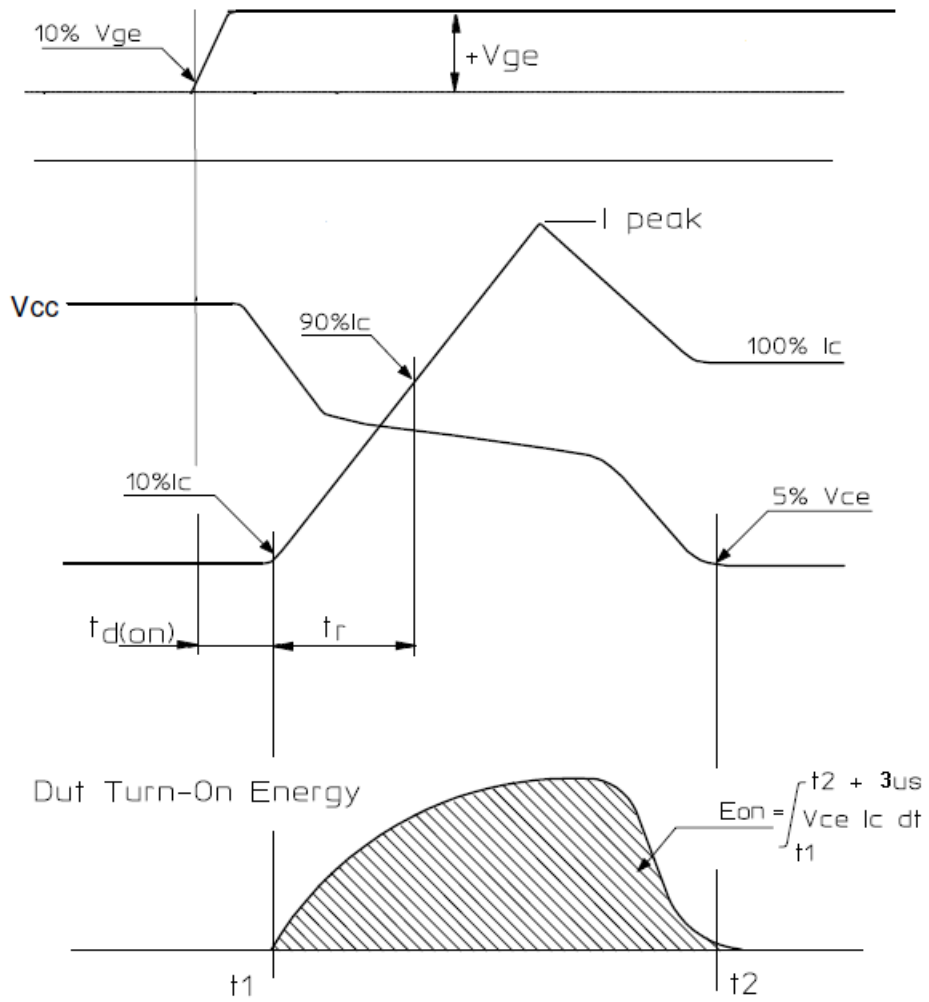 10% Vge
+Vge
I peak
Vcc
90%Ic
100% Ic
10%Ic
5% Vce
td(on)
tr
Dut Turn-On Energy
t2 + 3us
Eon = ∫ Vce Ic dt
t1
t1
t2